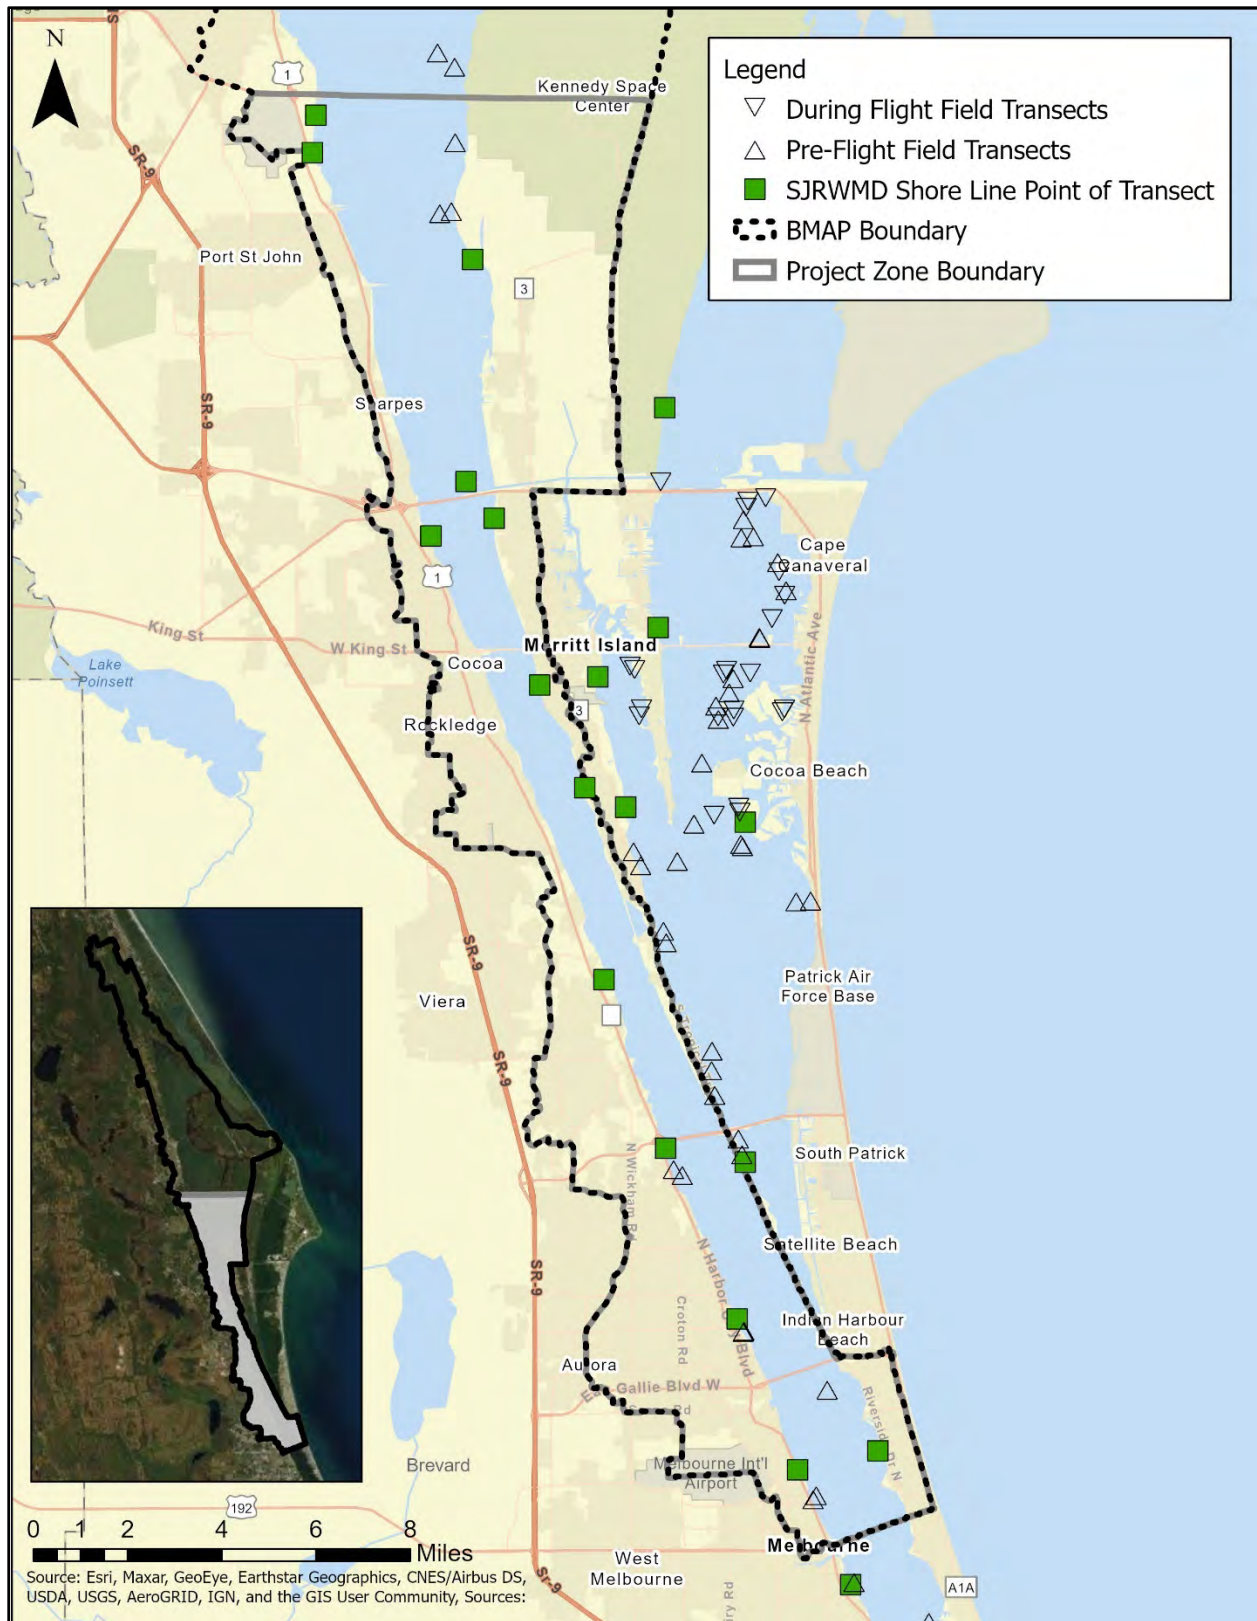 N
1
Kennedy Space
Center
Legend
During Flight Field Transects
Pre-Flight Field Transects
SJRWMD Shore Line Point of Transect
BMAP Boundary
Project Zone Boundary
SR-9
Port St John
3
SR-9
Sharpes
Cape
Canaveral
1
King St
W King St
Merritt Island
N Atlantic Ave
Lake
Poinsett
Cocoa
3
Rockledge
Cocoa Beach
SR-9
Viera
Patrick Air
Force Base
SR-9
South Patrick
N Wickham Rd
Satellite Beach
N Harbor City Blvd
SR-9
Croton Rd
Indian Harbour
Beach
Aurora
Eau Gallie Blvd W
Riverside Dr N
Brevard
Melbourne Int'l
Airport
192
0 1 2 4 6 8
Miles
Melbourne
West
Melbourne
Sr-9
A1A
Source: Esri, Maxar, GeoEye, Earthstar Geographics, CNES/Airbus DS,
USDA, USGS, AeroGRID, IGN, and the GIS User Community, Sources: